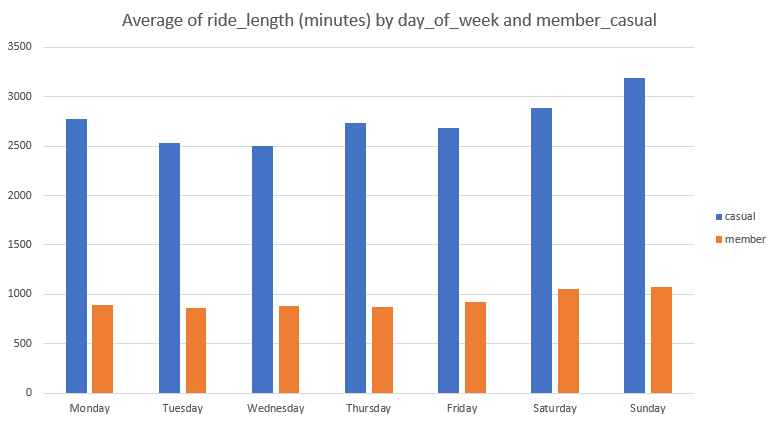 Average of ride_length (minutes) by day_of_week and member_casual
3500
3000
2500
2000
1500
1000
500
0
Monday Tuesday Wednesday Thursday Friday Saturday Sunday
casual
member